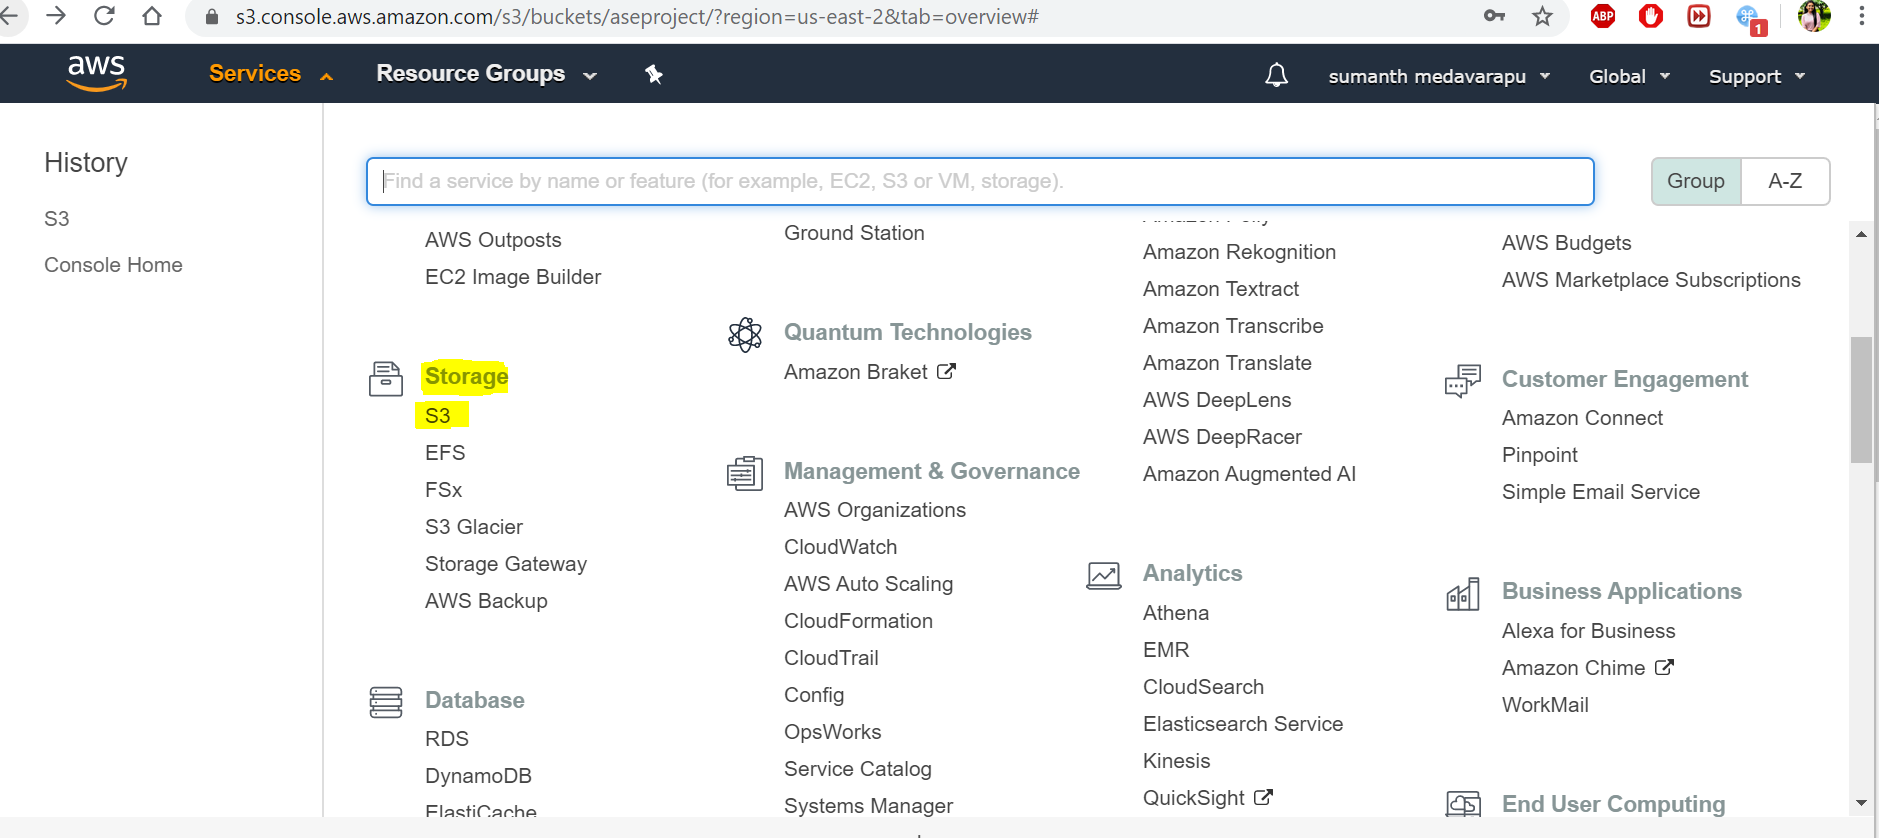 s3.console.aws.amazon.com/s3/buckets/aseproject/?region=us-east-2&tab=overview#
ABP
1
aws
Services
Resource Groups
sumanth medavarapu
Global
Support
History
S3
Console Home
Find a service by name or feature (for example, EC2, S3 or VM, storage).
Group
A-Z
AWS Outposts
EC2 Image Builder
Storage
S3
EFS
FSx
S3 Glacier
Storage Gateway
AWS Backup
Database
RDS
DynamoDB
ElastiCache
Ground Station
Quantum Technologies
Amazon Braket
Management & Governance
AWS Organizations
CloudWatch
AWS Auto Scaling
CloudFormation
CloudTrail
Config
OpsWorks
Service Catalog
Systems Manager
Amazon Polly
Amazon Rekognition
Amazon Textract
Amazon Transcribe
Amazon Translate
AWS DeepLens
AWS DeepRacer
Amazon Augmented AI
Analytics
Athena
EMR
CloudSearch
Elasticsearch Service
Kinesis
QuickSight
AWS Budgets
AWS Marketplace Subscriptions
Customer Engagement
Amazon Connect
Pinpoint
Simple Email Service
Business Applications
Alexa for Business
Amazon Chime
WorkMail
End User Computing